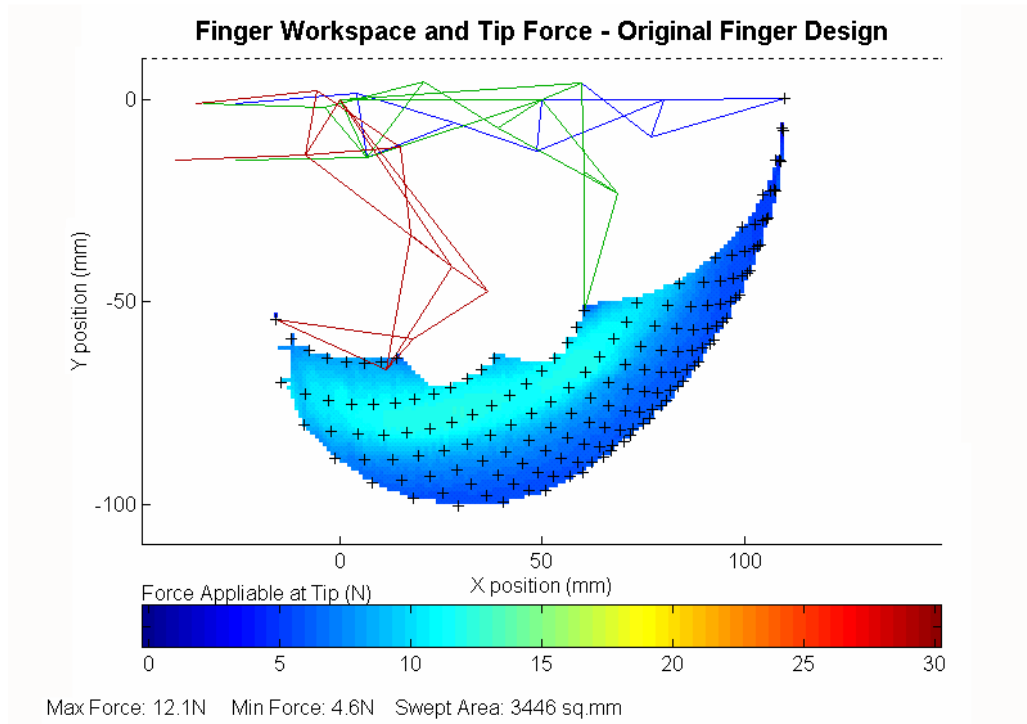 Finger Workspace and Tip Force - Original Finger Design
0
-50
-100
Y position (mm)
0 50 100
X position (mm)
Force Appliable at Tip (N)
0 5 10 15 20 25 30
Max Force: 12.1N Min Force: 4.6N Swept Area: 3446 sq.mm